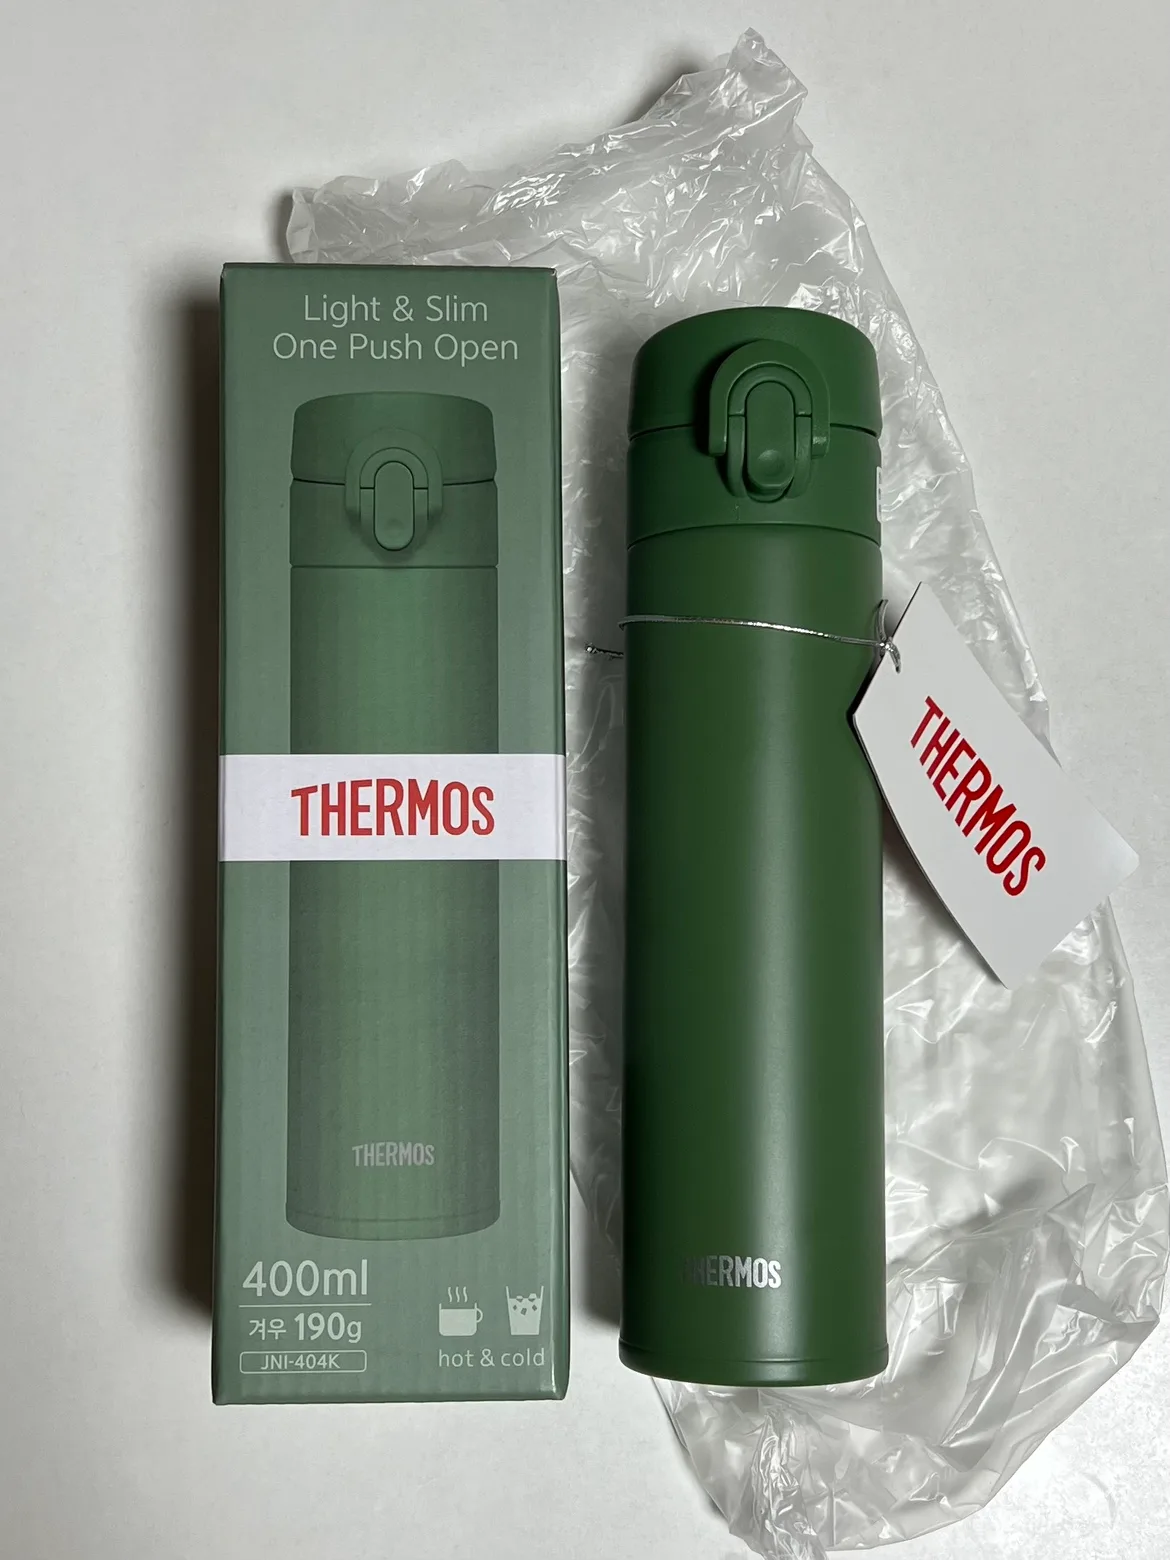 Light & Slim
One Push Open
THERMOS
THERMOS
400ml
겨우 190g
JNI-404K
hot & cold
THERMOS
THERMOS